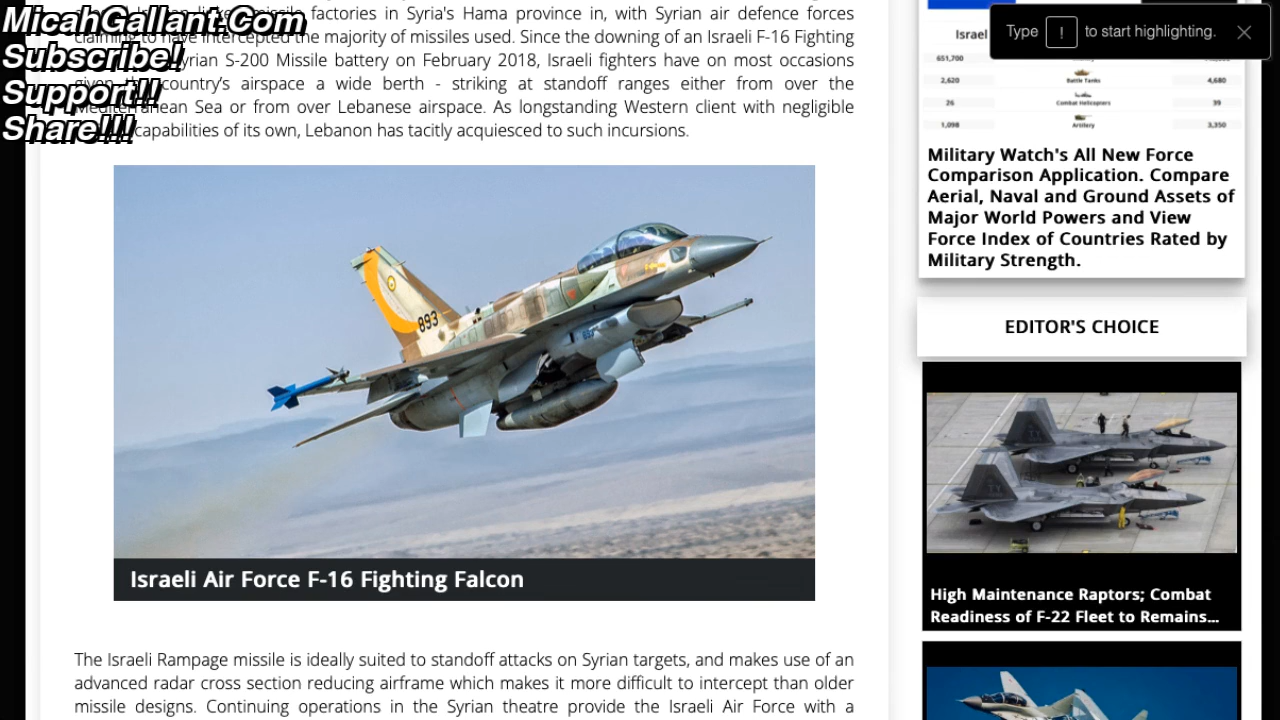 MicahGallant.Com
Subscribe!
Support!!
Share!!!
missile factories in Syria's Hama province in, with Syrian air defence forces
claiming to have intercepted the majority of missiles used. Since the downing of an Israeli F-16 Fighting
Syrian S-200 Missile battery on February 2018, Israeli fighters have on most occasions
given the country's airspace a wide berth - striking at standoff ranges either from over the
Mediterranean Sea or from over Lebanese airspace. As longstanding Western client with negligible
capabilities of its own, Lebanon has tacitly acquiesced to such incursions.
893
Israeli Air Force F-16 Fighting Falcon
The Israeli Rampage missile is ideally suited to standoff attacks on Syrian targets, and makes use of an
advanced radar cross section reducing airframe which makes it more difficult to intercept than older
missile designs. Continuing operations in the Syrian theatre provide the Israeli Air Force with a
Type ! to start highlighting.
Israel
651,700
2,620 Battle Tanks 4,680
26 Combat Helicopters 39
1,098 Artillery 3,350
Military Watch's All New Force
Comparison Application. Compare
Aerial, Naval and Ground Assets of
Major World Powers and View
Force Index of Countries Rated by
Military Strength.
EDITOR'S CHOICE
High Maintenance Raptors; Combat
Readiness of F-22 Fleet to Remains...